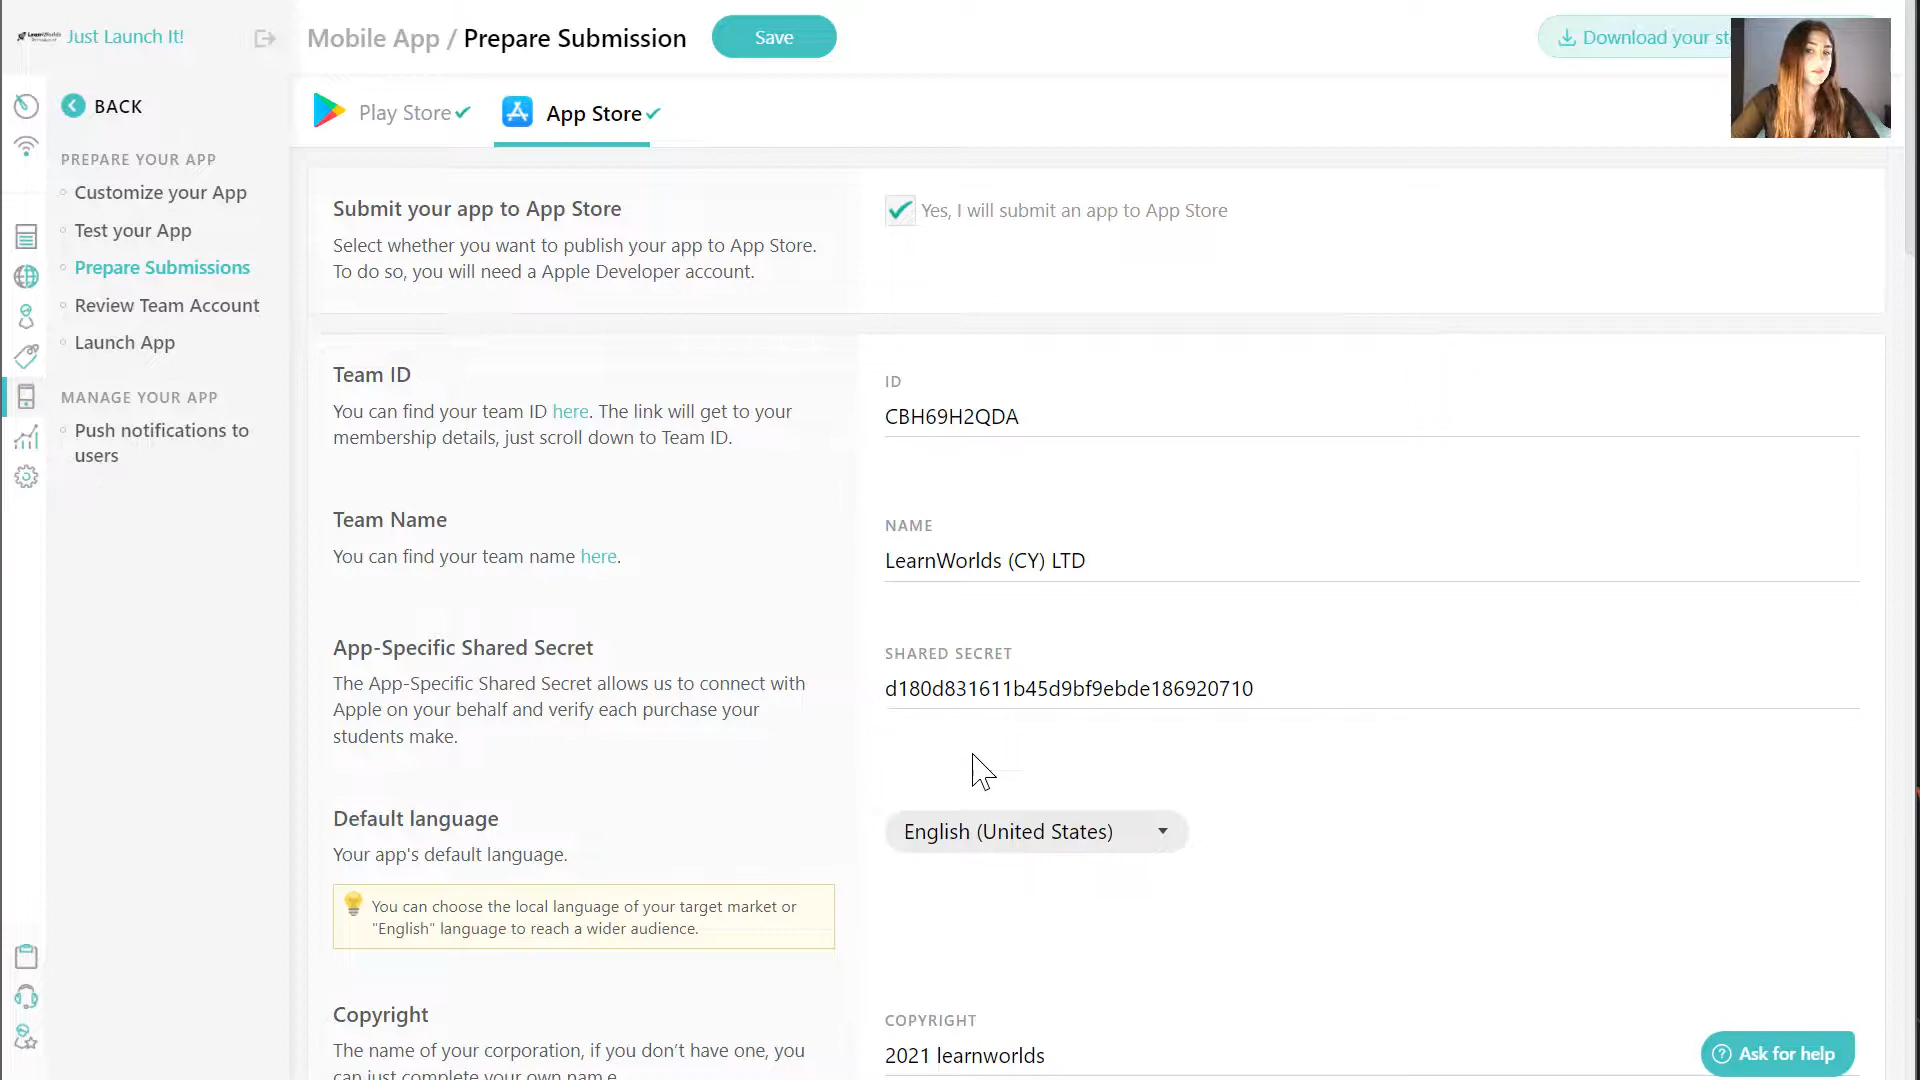 Just Launch It!
Mobile App / Prepare Submission
Save
Download your
BACK
Play Store
App Store
PREPARE YOUR APP
Customize your App
Test your App
Prepare Submissions
Review Team Account
Launch App
MANAGE YOUR APP
Push notifications to
users
Submit your app to App Store
Select whether you want to publish your app to App Store.
To do so, you will need a Apple Developer account.
Yes, I will submit an app to App Store
Team ID
You can find your team ID here. The link will get to your
membership details, just scroll down to Team ID.
ID
CBH69H2QDA
Team Name
You can find your team name here.
NAME
LearnWorlds (CY) LTD
App-Specific Shared Secret
The App-Specific Shared Secret allows us to connect with
Apple on your behalf and verify each purchase your
students make.
SHARED SECRET
d180d831611b45d9bf9ebde186920710
Default language
Your app's default language.
English (United States)
You can choose the local language of your target market or
"English" language to reach a wider audience.
Copyright
The name of your corporation, if you don’t have one, you
can just complete your own name
COPYRIGHT
2021 learnworlds
Ask for help